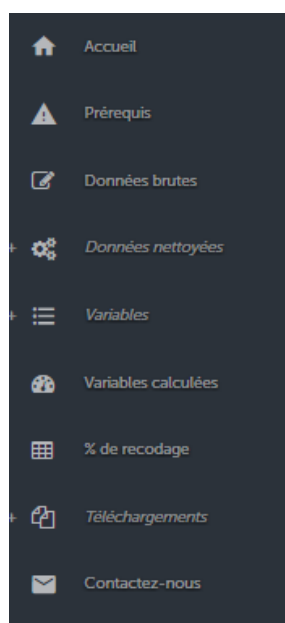 Accueil
Prérequis
Données brutes
+ Données nettoyées
+ Variables
Variables calculées
% de recodage
+ Téléchargements
Contactez-nous